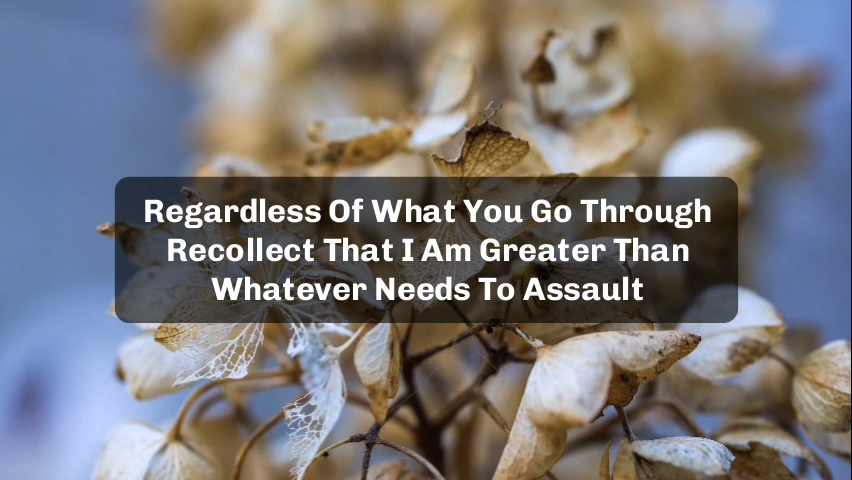 Regardless Of What You Go Through
Recollect That I Am Greater Than
Whatever Needs To Assault